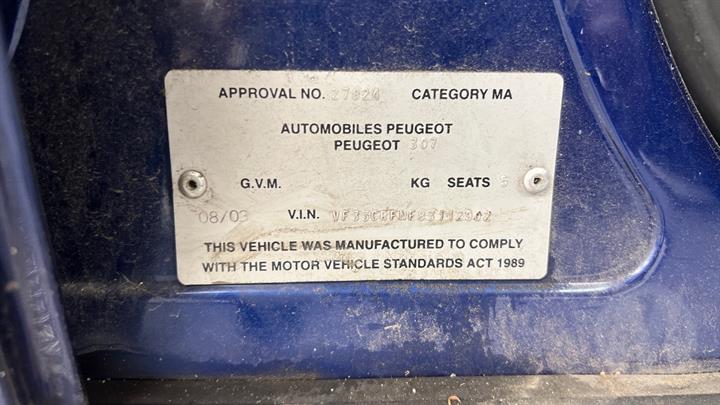 APPROVAL NO. 27824 CATEGORY MA
AUTOMOBILES PEUGEOT
PEUGEOT 307
G.V.M. KG SEATS 5
08/03 V.I.N.
THIS VEHICLE WAS MANUFACTURED TO COMPLY
WITH THE MOTOR VEHICLE STANDARDS ACT 1989